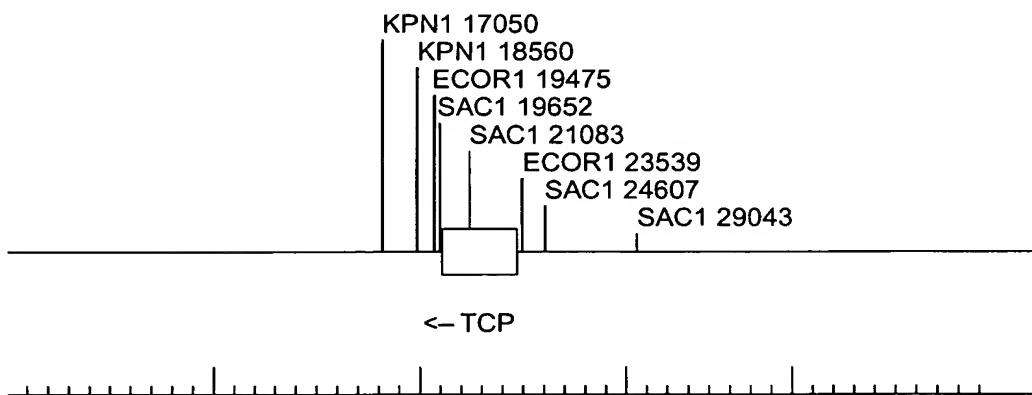 KPN1 17050
KPN1 18560
ECOR1 19475
SAC1 19652
SAC1 21083
ECOR1 23539
SAC1 24607
SAC1 29043
<– TCP